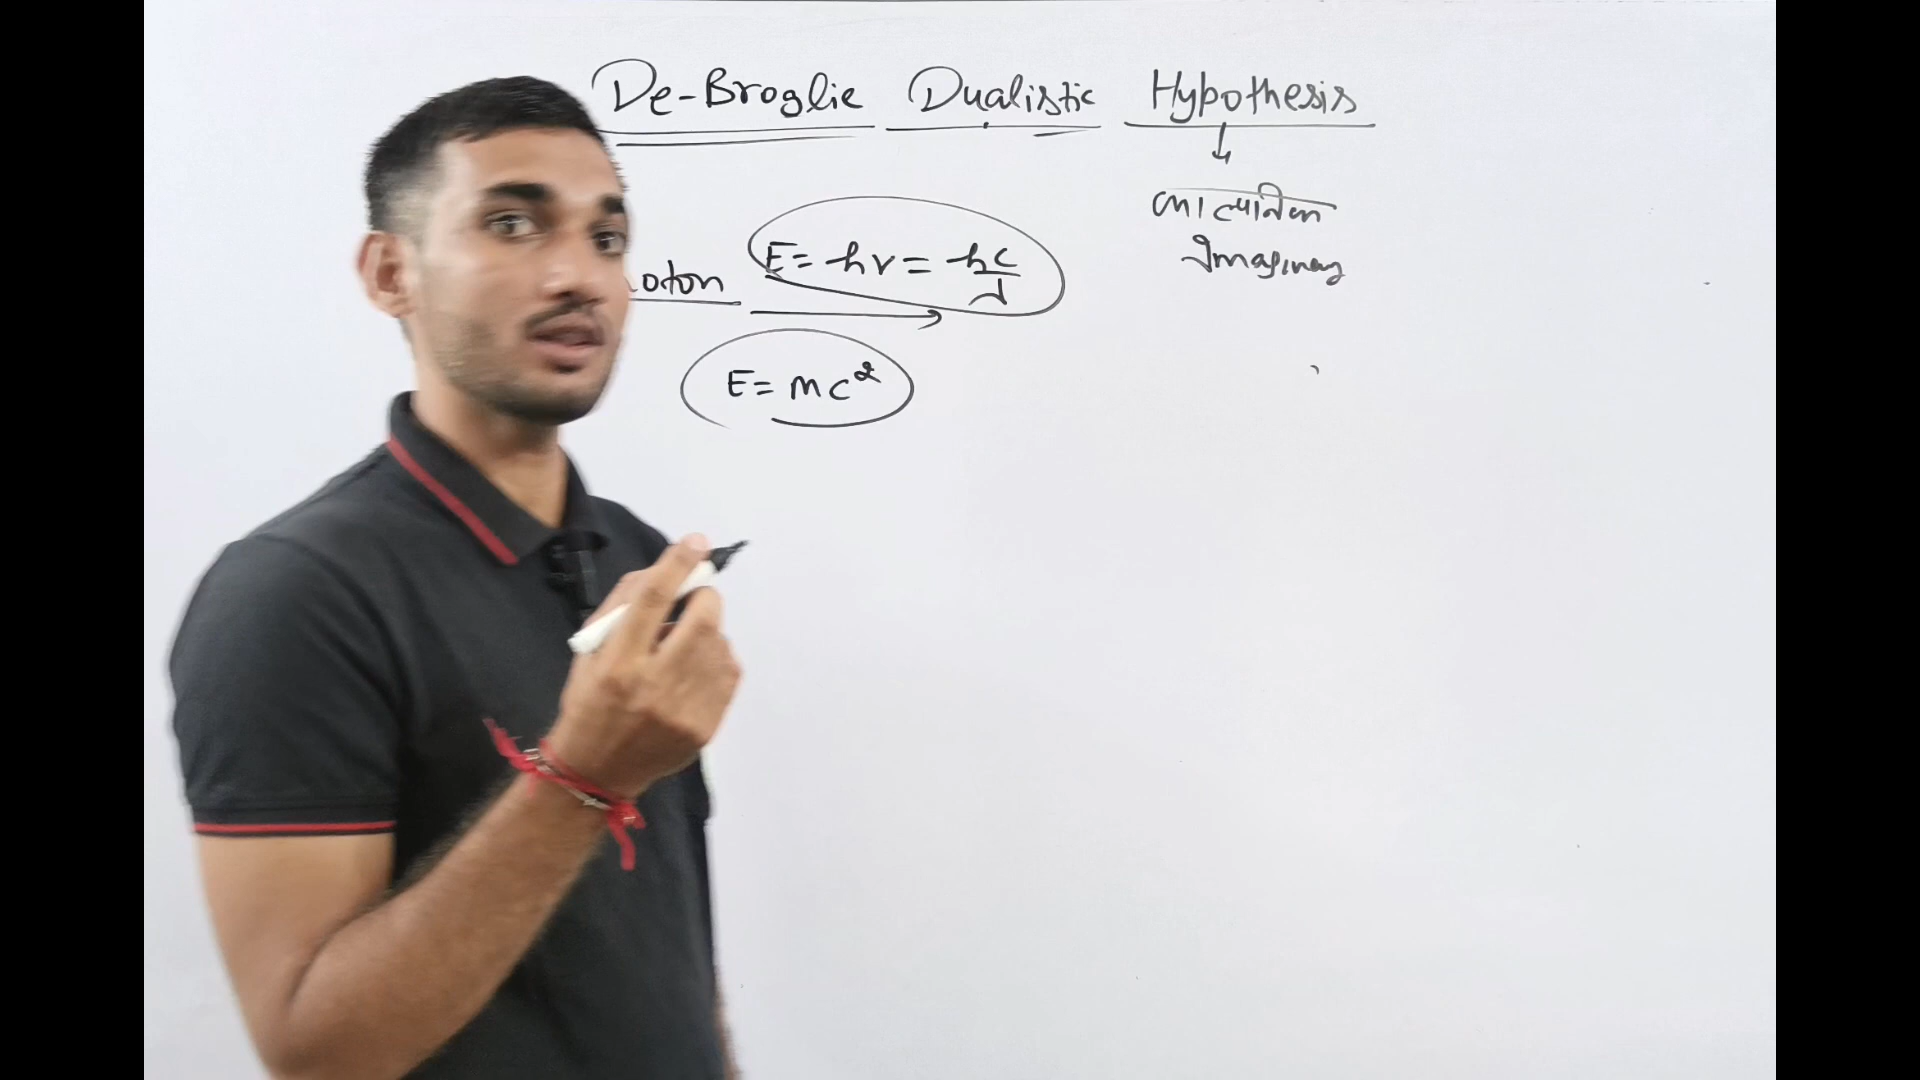 De-Broglie Dualistic Hypothesis
काल्पनिक
Imaginary
oton E = hν = hc/λ
E = mc²